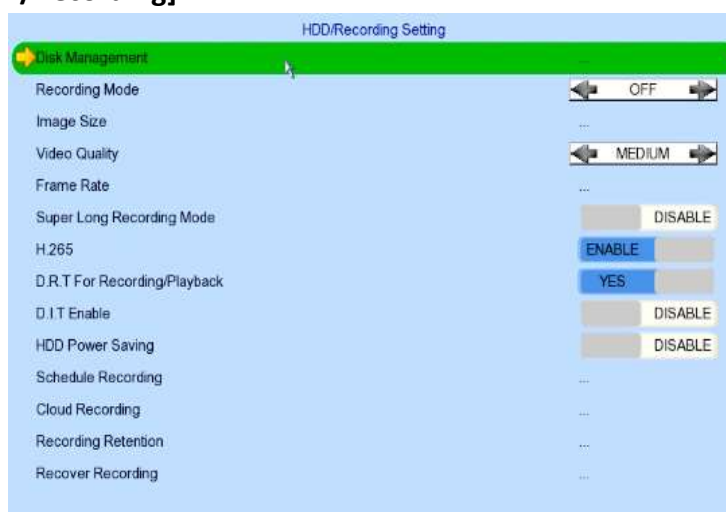 HDD/Recording Setting
Disk Management ...
Recording Mode OFF
Image Size ...
Video Quality MEDIUM
Frame Rate ...
Super Long Recording Mode DISABLE
H.265 ENABLE
D.R.T For Recording/Playback YES
D.I.T Enable DISABLE
HDD Power Saving DISABLE
Schedule Recording ...
Cloud Recording ...
Recording Retention ...
Recover Recording ...